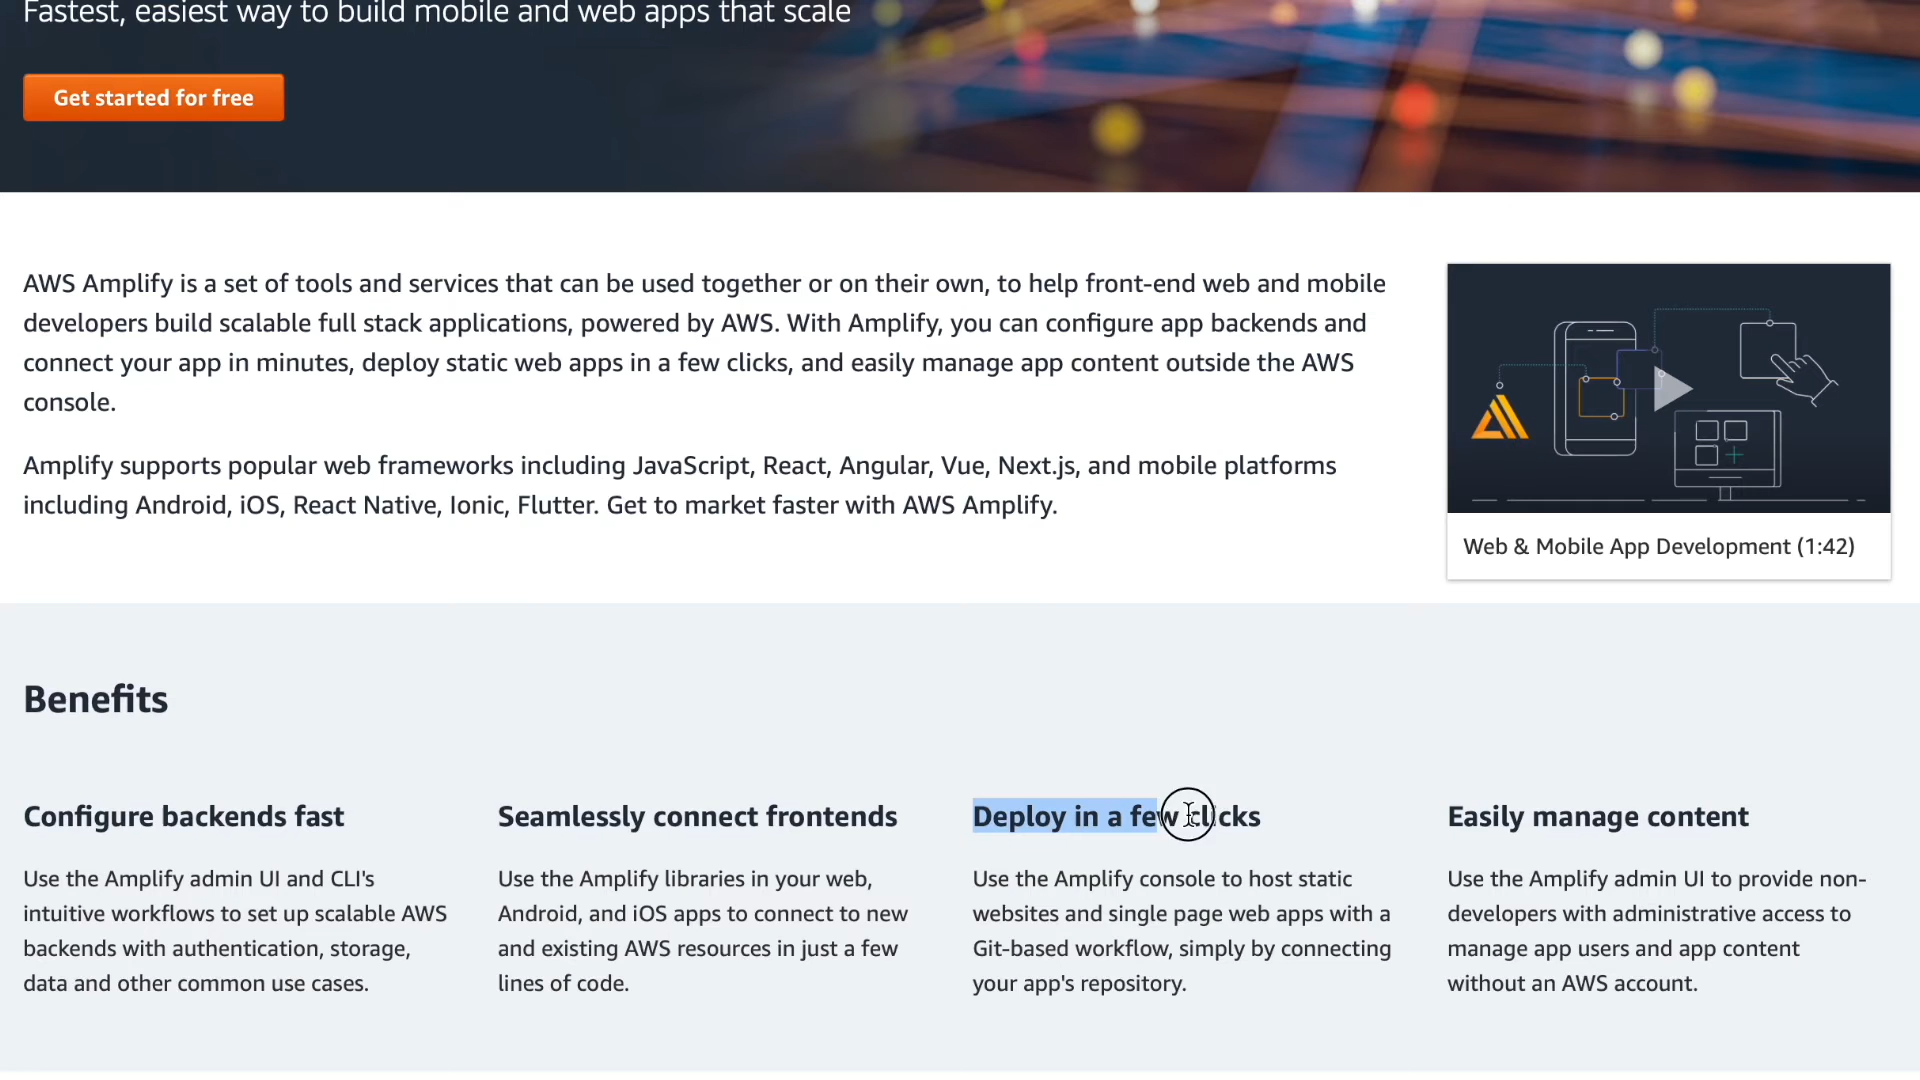 Fastest, easiest way to build mobile and web apps that scale
Get started for free
AWS Amplify is a set of tools and services that can be used together or on their own, to help front-end web and mobile
developers build scalable full stack applications, powered by AWS. With Amplify, you can configure app backends and
connect your app in minutes, deploy static web apps in a few clicks, and easily manage app content outside the AWS
console.
Amplify supports popular web frameworks including JavaScript, React, Angular, Vue, Next.js, and mobile platforms
including Android, iOS, React Native, Ionic, Flutter. Get to market faster with AWS Amplify.
Web & Mobile App Development (1:42)
Benefits
Configure backends fast
Use the Amplify admin UI and CLI's
intuitive workflows to set up scalable AWS
backends with authentication, storage,
data and other common use cases.
Seamlessly connect frontends
Use the Amplify libraries in your web,
Android, and iOS apps to connect to new
and existing AWS resources in just a few
lines of code.
Deploy in a few clicks
Use the Amplify console to host static
websites and single page web apps with a
Git-based workflow, simply by connecting
your app's repository.
Easily manage content
Use the Amplify admin UI to provide non-
developers with administrative access to
manage app users and app content
without an AWS account.